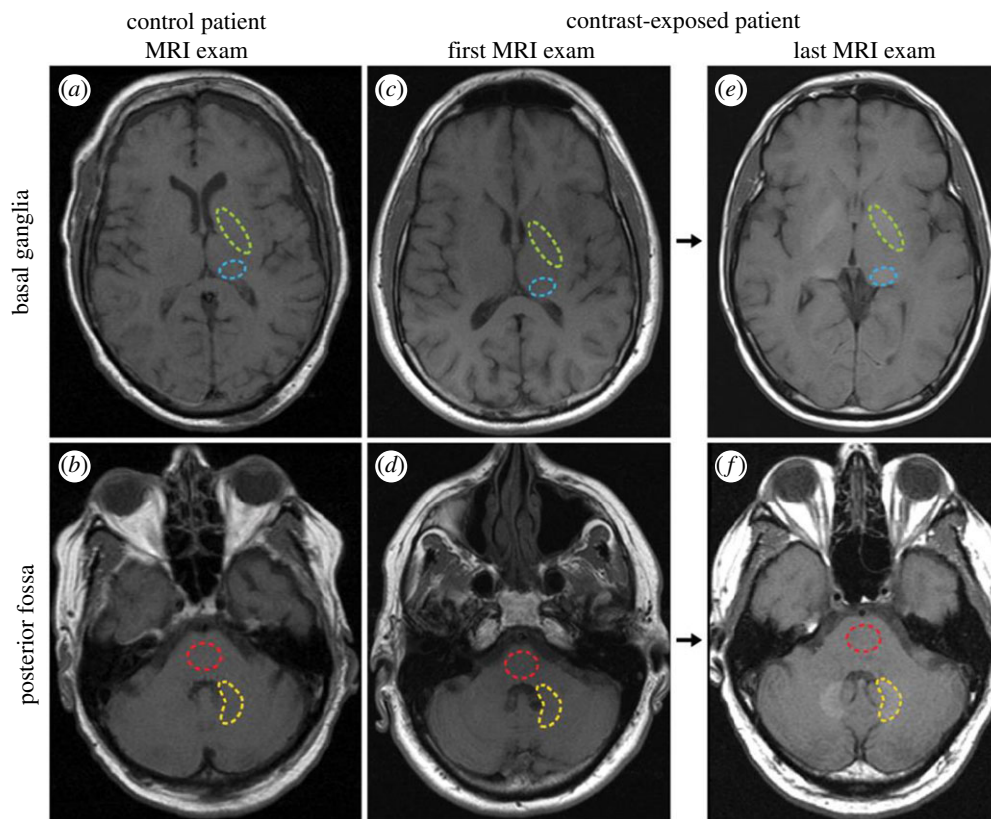 control patient
MRI exam
contrast-exposed patient
first MRI exam
last MRI exam
basal ganglia
(a)
(c)
(e)
posterior fossa
(b)
(d)
(f)